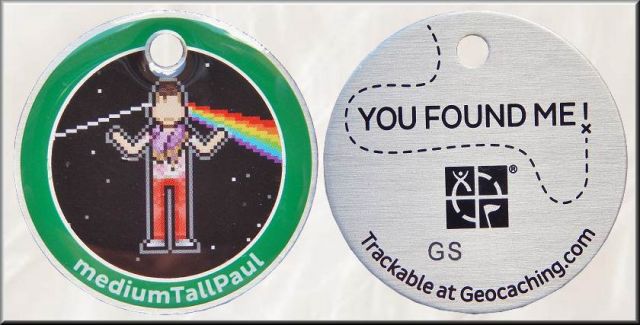 mediumTallPaul
YOU FOUND ME!
®
GS
Trackable at Geocaching.com